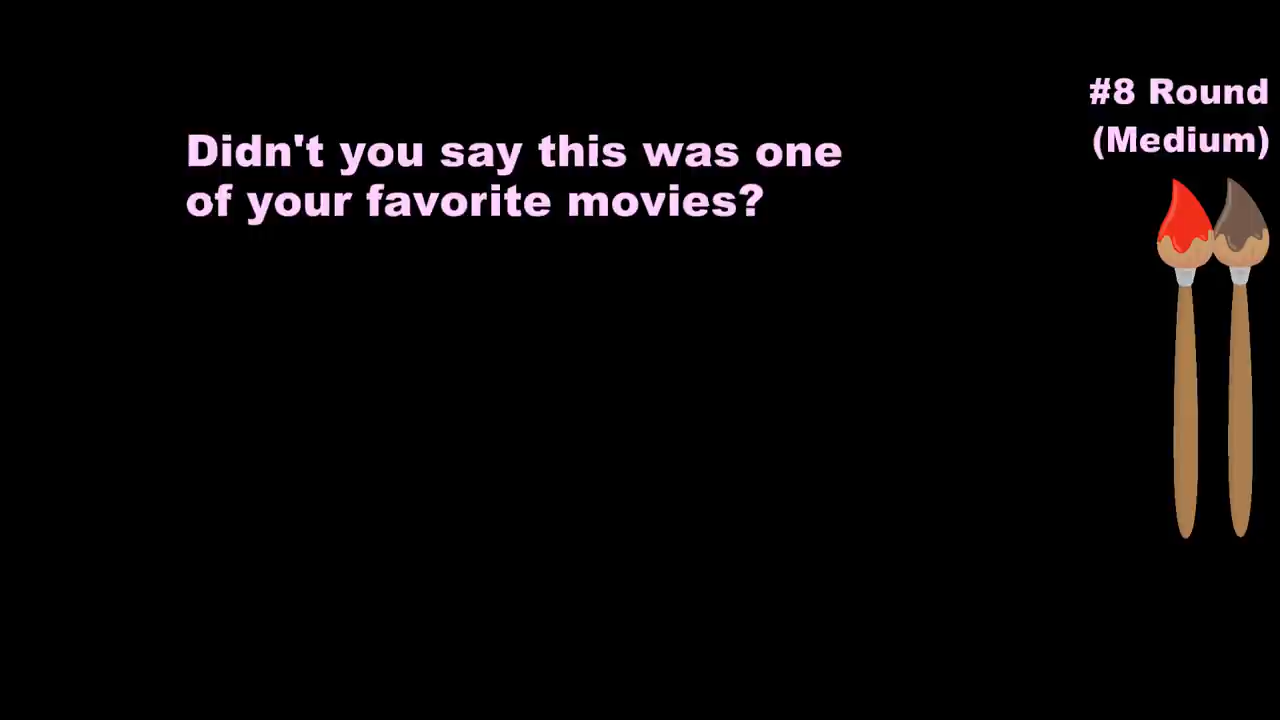 Didn't you say this was one
of your favorite movies?
#8 Round
(Medium)